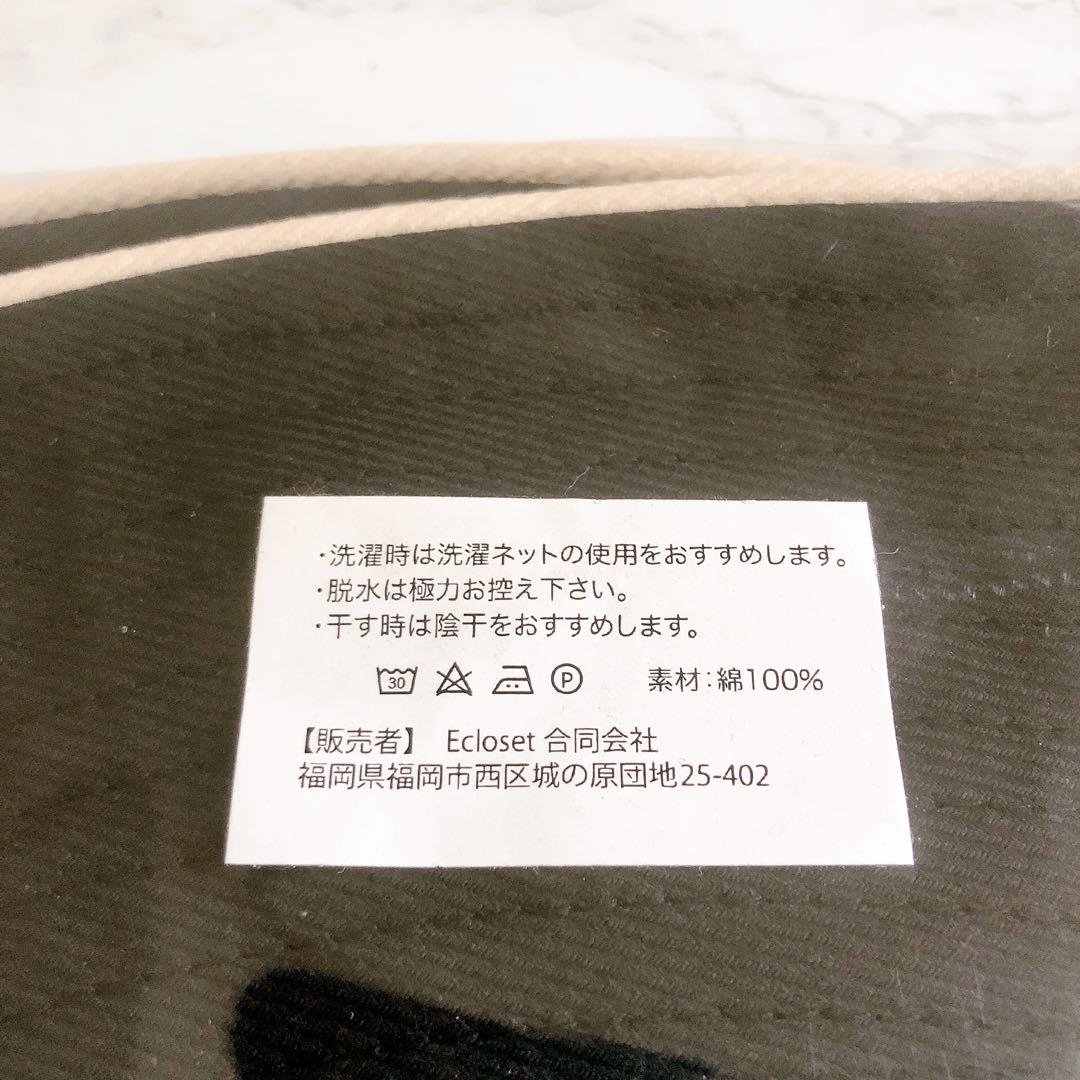 ・洗濯時は洗濯ネットの使用をおすすめします。
・脱水は極力お控え下さい。
・干す時は陰干をおすすめします。
30 P 素材：綿100%
【販売者】 Ecloset 合同会社
福岡県福岡市西区城の原団地25-402